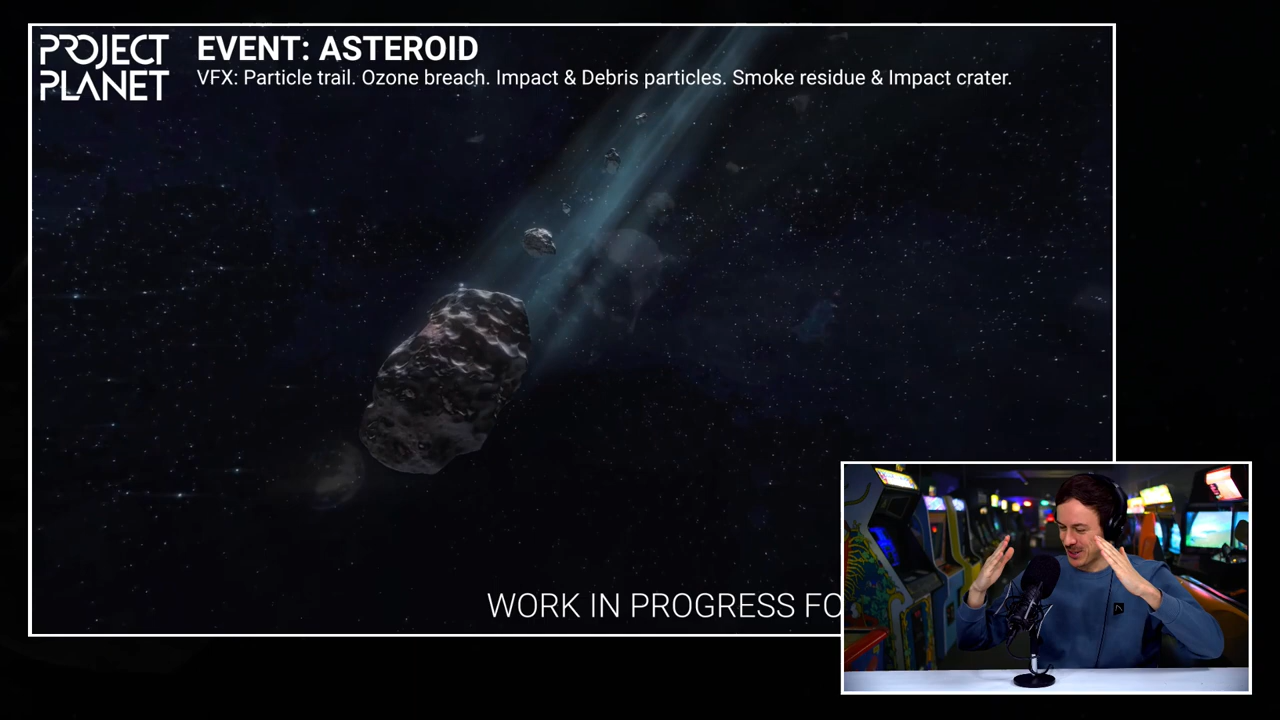 PROJECT
PLANET
EVENT: ASTEROID
VFX: Particle trail. Ozone breach. Impact & Debris particles. Smoke residue & Impact crater.
WORK IN PROGRESS FO